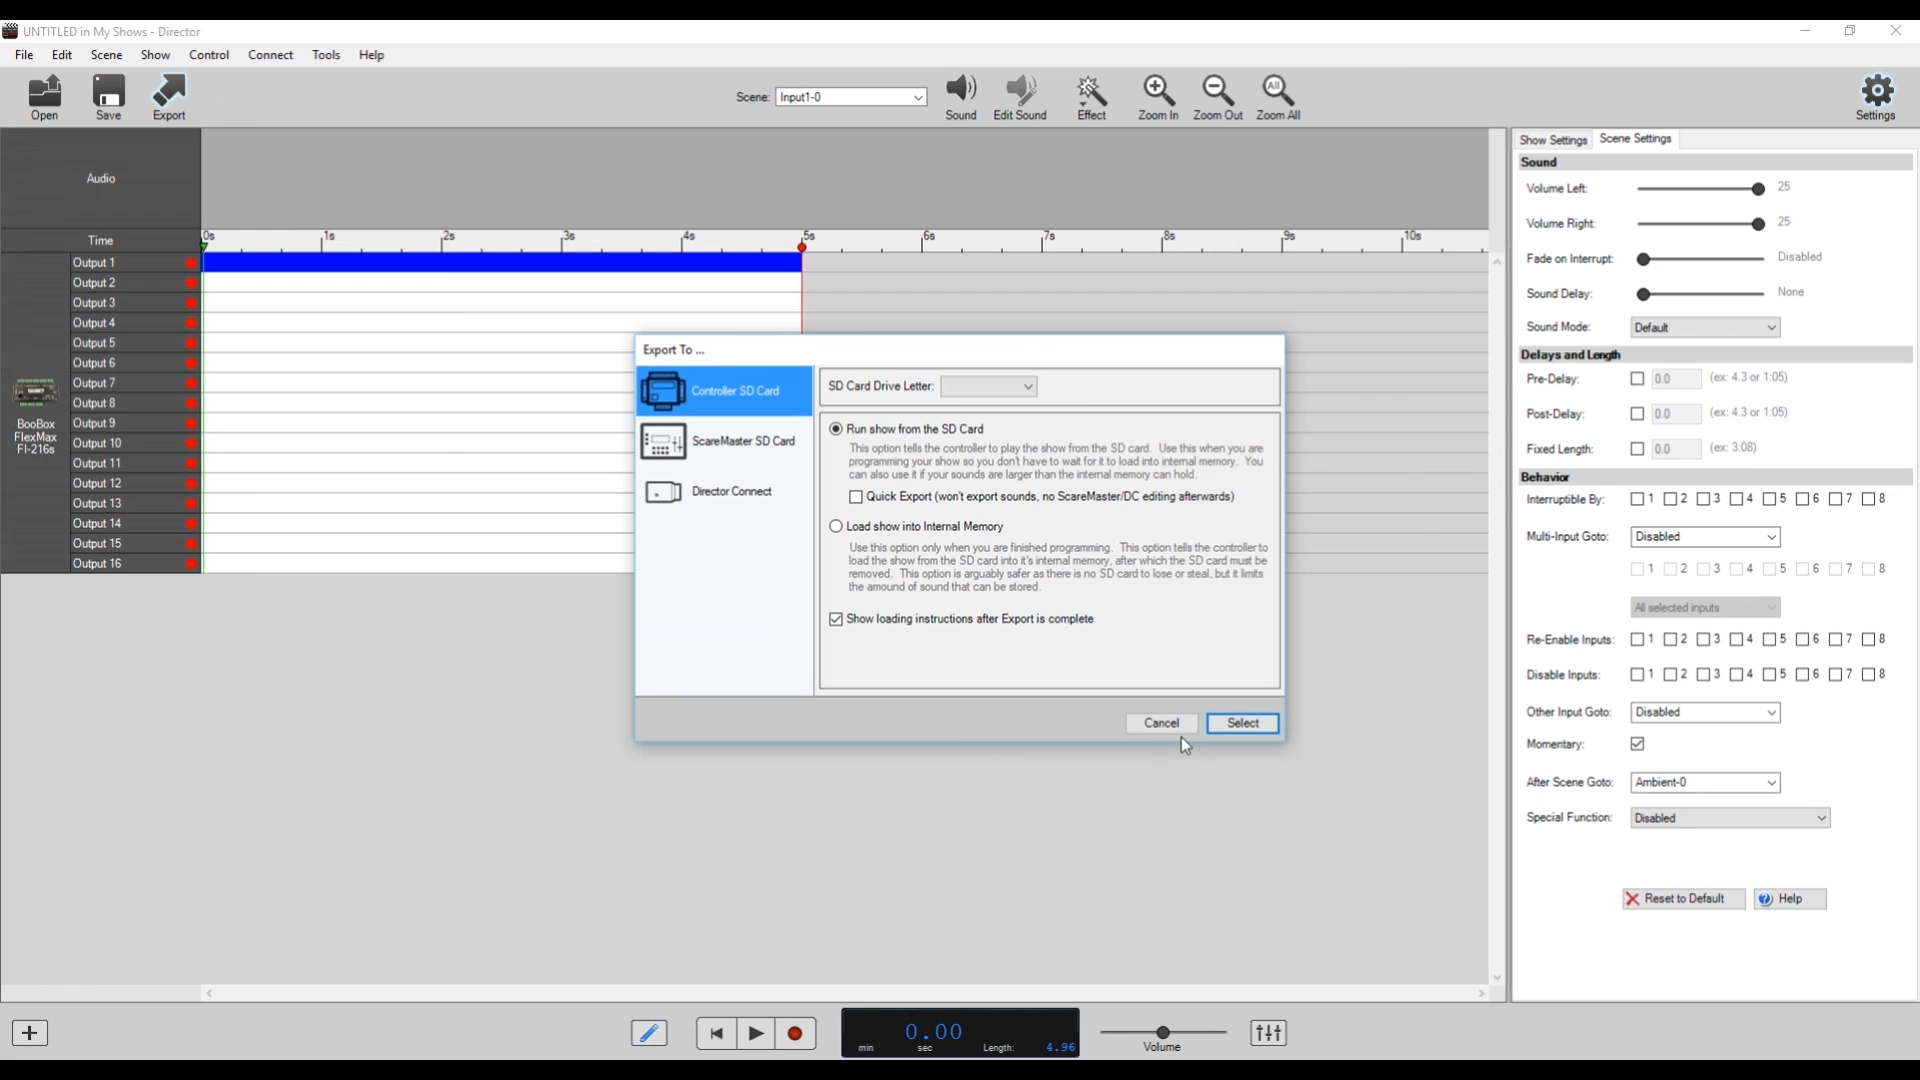 UNTITLED in My Shows - Director
File Edit Scene Show Control Connect Tools Help
Open Save Export Scene: Input1-0 Sound Edit Sound Effect Zoom In Zoom Out All Zoom All Settings
Audio
Time 0s 1s 2s 3s 4s 5s 6s 7s 8s 9s 10s
Output 1
Output 2
Output 3
Output 4
Output 5
Output 6
Output 7
Output 8
Output 9
Output 10
Output 11
Output 12
Output 13
Output 14
Output 15
Output 16
BooBox
FlexMax
FI-216s
Export To ...
Controller SD Card
ScareMaster SD Card
Director Connect
SD Card Drive Letter:
Run show from the SD Card
This option tells the controller to play the show from the SD card. Use this when you are
programming your show so you don't have to wait for it to load into internal memory. You
can also use it if your sounds are larger than the internal memory can hold.
Quick Export (won't export sounds, no ScareMaster/DC editing afterwards)
Load show into Internal Memory
Use this option only when you are finished programming. This option tells the controller to
load the show from the SD card into it's internal memory, after which the SD card must be
removed. This option is arguably safer as there is no SD card to lose or steal, but it limits
the amount of sound that can be stored.
Show loading instructions after Export is complete
Cancel Select
Show Settings Scene Settings
Sound
Volume Left: 25
Volume Right: 25
Fade on Interrupt: Disabled
Sound Delay: None
Sound Mode: Default
Delays and Length
Pre-Delay: 0.0 (ex: 4.3 or 1:05)
Post-Delay: 0.0 (ex: 4.3 or 1:05)
Fixed Length: 0.0 (ex: 3:08)
Behavior
Interruptible By: 1 2 3 4 5 6 7 8
Multi-Input Goto: Disabled
1 2 3 4 5 6 7 8
All selected inputs
Re-Enable Inputs: 1 2 3 4 5 6 7 8
Disable Inputs: 1 2 3 4 5 6 7 8
Other Input Goto: Disabled
Momentary:
After Scene Goto: Ambient-0
Special Function: Disabled
Reset to Default Help
0.00
min sec Length: 4.96
Volume